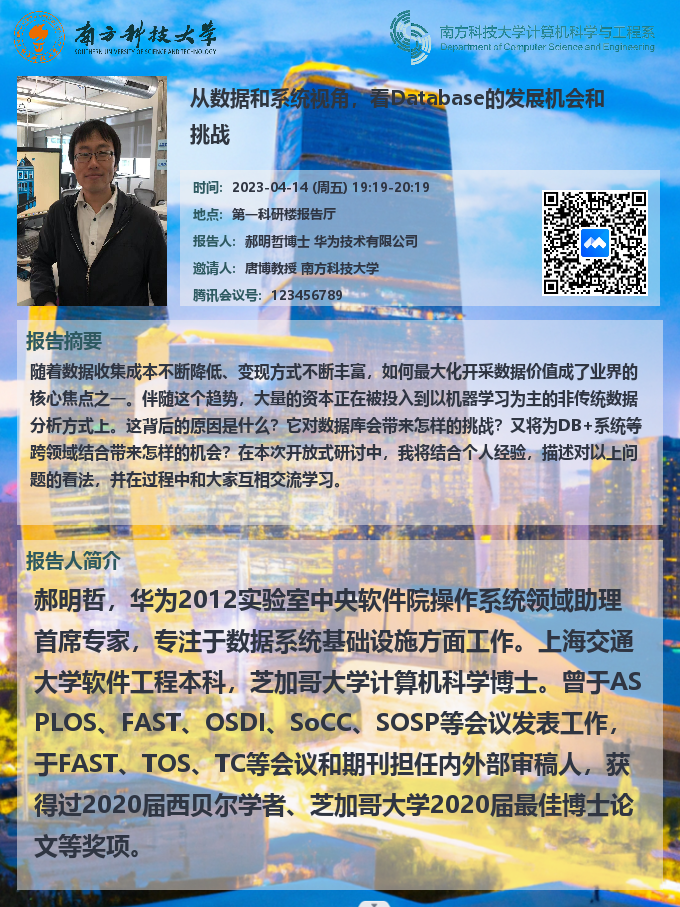 南方科技大学
SOUTHERN UNIVERSITY OF SCIENCE AND TECHNOLOGY
南方科技大学计算机科学与工程系
Department of Computer Science and Engineering
从数据和系统视角，看Database的发展机会和
挑战
时间：2023-04-14 (周五) 19:19-20:19
地点：第一科研楼报告厅
报告人：郝明哲博士 华为技术有限公司
邀请人：唐博教授 南方科技大学
腾讯会议号：123456789
报告摘要
随着数据收集成本不断降低、变现方式不断丰富，如何最大化开采数据价值成了业界的
核心焦点之一。伴随这个趋势，大量的资本正在被投入到以机器学习为主的非传统数据
分析方式上。这背后的原因是什么？它对数据库会带来怎样的挑战？又将为DB+系统等
跨领域结合带来怎样的机会？在本次开放式研讨中，我将结合个人经验，描述对以上问
题的看法，并在过程中和大家互相交流学习。
报告人简介
郝明哲，华为2012实验室中央软件院操作系统领域助理
首席专家，专注于数据系统基础设施方面工作。上海交通
大学软件工程本科，芝加哥大学计算机科学博士。曾于AS
PLOS、FAST、OSDI、SoCC、SOSP等会议发表工作，
于FAST、TOS、TC等会议和期刊担任内外部审稿人，获
得过2020届西贝尔学者、芝加哥大学2020届最佳博士论
文等奖项。